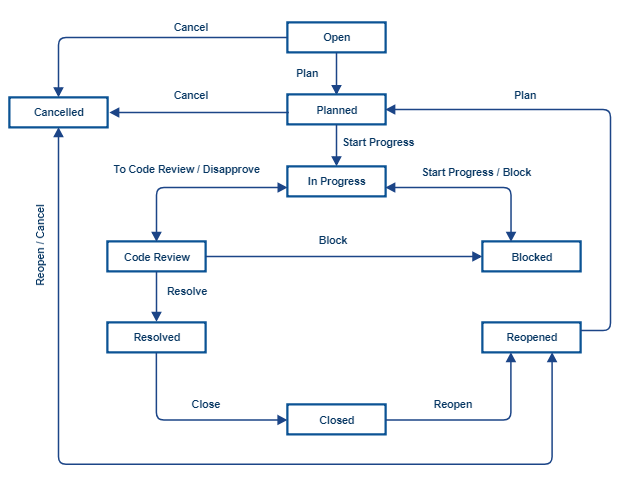 Cancel
Open
Plan
Cancelled
Cancel
Planned
Plan
Start Progress
To Code Review / Disapprove
In Progress
Start Progress / Block
Reopen / Cancel
Code Review
Block
Blocked
Resolve
Resolved
Reopened
Close
Closed
Reopen